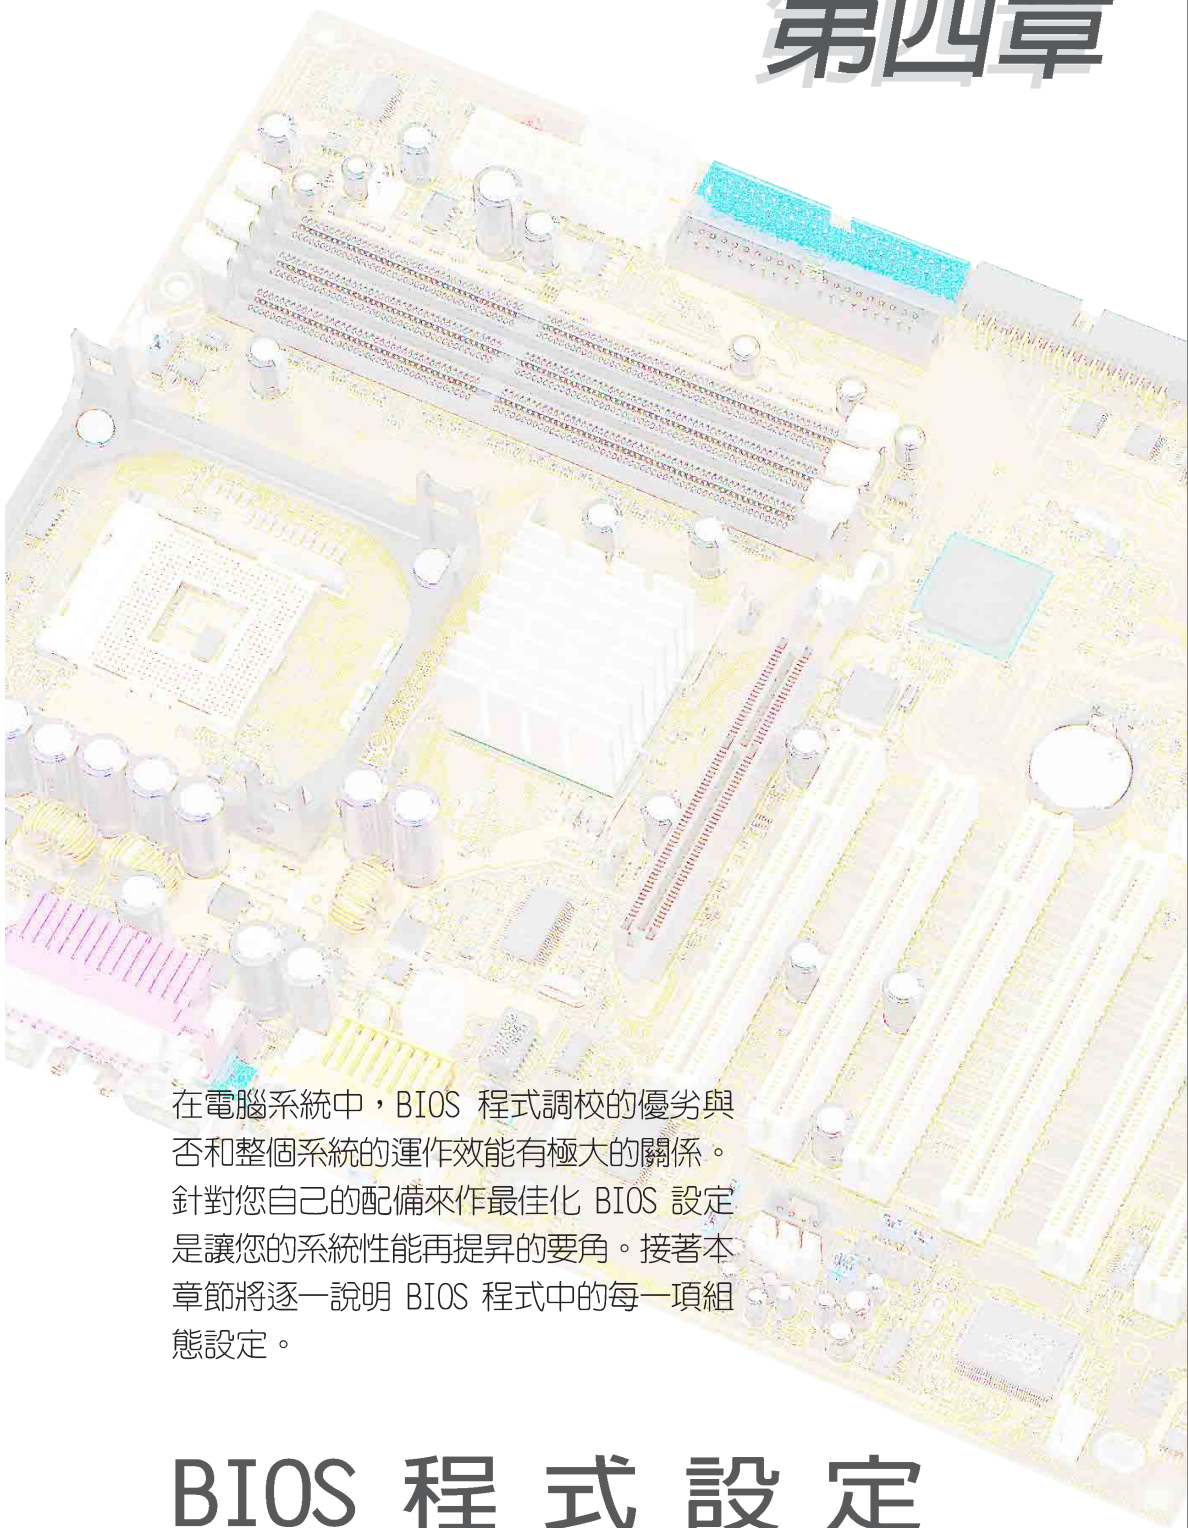 第四章
在電腦系統中，BIOS 程式調校的優劣與
否和整個系統的運作效能有極大的關係。
針對您自己的配備來作最佳化 BIOS 設定
是讓您的系統性能再提昇的要角。接著本
章節將逐一說明 BIOS 程式中的每一項組
態設定。
BIOS 程 式 設 定